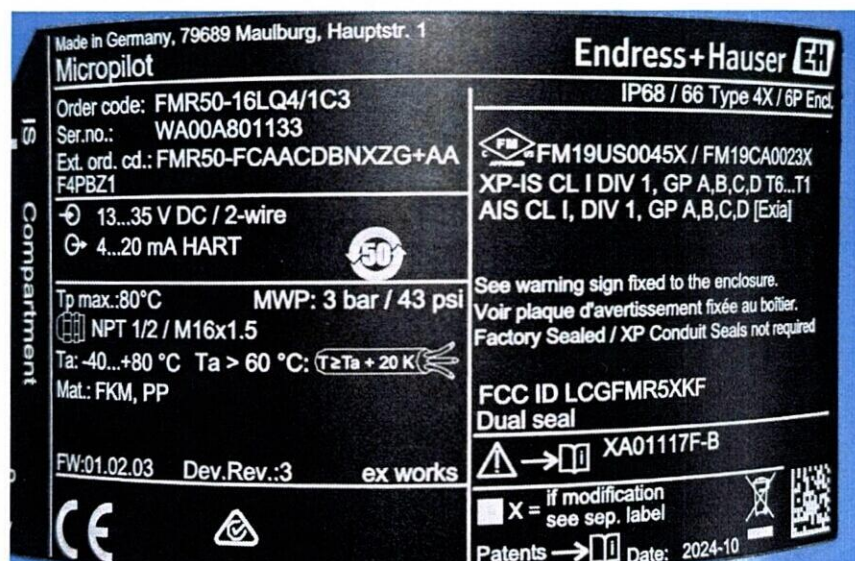 Made in Germany, 79689 Maulburg, Hauptstr. 1
Micropilot
Endress+Hauser EH
IS Compartment
Order code: FMR50-16LQ4/1C3
Ser.no.: WA00A801133
Ext. ord. cd.: FMR50-FCAACDBNXZG+AA
F4PBZ1
13...35 V DC / 2-wire
4...20 mA HART
50
Tp max.:80°C MWP: 3 bar / 43 psi
NPT 1/2 / M16x1.5
Ta: -40...+80 °C Ta > 60 °C: T≥Ta + 20 K
Mat.: FKM, PP
FW:01.02.03 Dev.Rev.:3 ex works
CE
IP68 / 66 Type 4X / 6P Encl.
C FM US APPROVED FM19US0045X / FM19CA0023X
XP-IS CL I DIV 1, GP A,B,C,D T6...T1
AIS CL I, DIV 1, GP A,B,C,D [Exia]
See warning sign fixed to the enclosure.
Voir plaque d'avertissement fixée au boîtier.
Factory Sealed / XP Conduit Seals not required
FCC ID LCGFMR5XKF
Dual seal
XA01117F-B
X = if modification
see sep. label
Patents Date: 2024-10